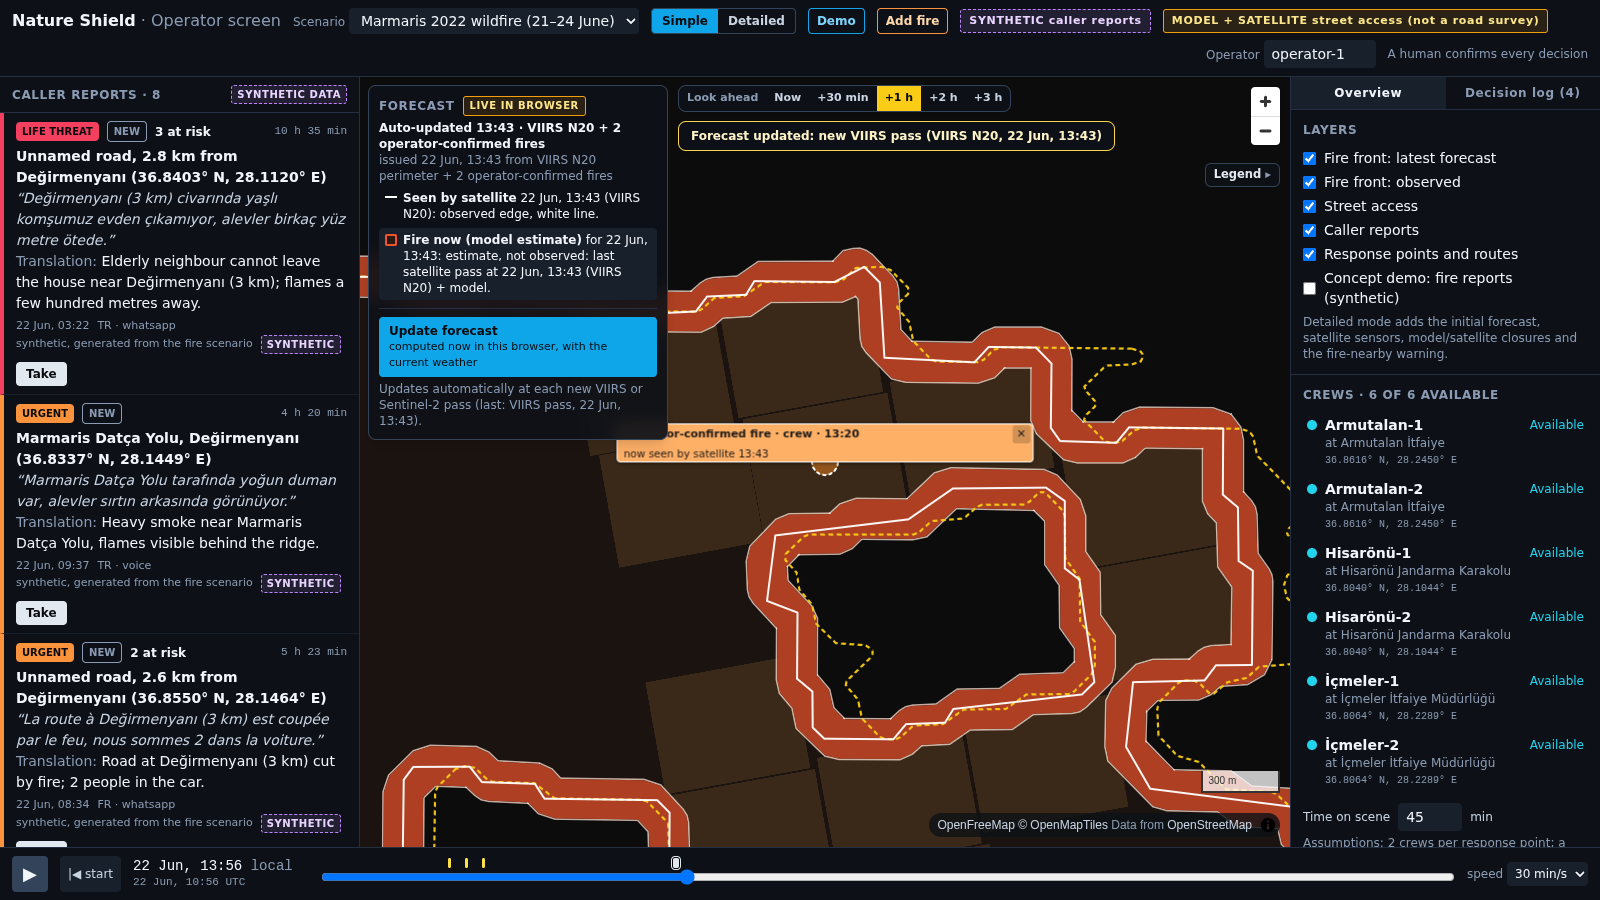 Nature Shield · Operator screen
Scenario
Marmaris 2022 wildfire (21–24 June)
Simple
Detailed
Demo
Add fire
SYNTHETIC caller reports
MODEL + SATELLITE street access (not a road survey)
Operator
operator-1
A human confirms every decision
CALLER REPORTS · 8
SYNTHETIC DATA
LIFE THREAT
NEW
3 at risk
10 h 35 min
Unnamed road, 2.8 km from
Değirmenyanı (36.8403° N, 28.1120° E)
“Değirmenyanı (3 km) civarında yaşlı
komşumuz evden çıkamıyor, alevler birkaç yüz
metre ötede.”
Translation: Elderly neighbour cannot leave
the house near Değirmenyanı (3 km); flames a
few hundred metres away.
22 Jun, 03:22 TR · whatsapp
synthetic, generated from the fire scenario
SYNTHETIC
Take
URGENT
NEW
4 h 20 min
Marmaris Datça Yolu, Değirmenyanı
(36.8337° N, 28.1449° E)
“Marmaris Datça Yolu tarafında yoğun duman
var, alevler sırtın arkasında görünüyor.”
Translation: Heavy smoke near Marmaris
Datça Yolu, flames visible behind the ridge.
22 Jun, 09:37 TR · voice
synthetic, generated from the fire scenario
SYNTHETIC
Take
URGENT
NEW
2 at risk
5 h 23 min
Unnamed road, 2.6 km from
Değirmenyanı (36.8550° N, 28.1464° E)
“La route à Değirmenyanı (3 km) est coupée
par le feu, nous sommes 2 dans la voiture.”
Translation: Road at Değirmenyanı (3 km) cut
by fire; 2 people in the car.
22 Jun, 08:34 FR · whatsapp
synthetic, generated from the fire scenario
SYNTHETIC
FORECAST
LIVE IN BROWSER
Auto-updated 13:43 · VIIRS N20 + 2
operator-confirmed fires
issued 22 Jun, 13:43 from VIIRS N20
perimeter + 2 operator-confirmed fires
Seen by satellite 22 Jun, 13:43 (VIIRS
N20): observed edge, white line.
Fire now (model estimate) for 22 Jun,
13:43: estimate, not observed: last
satellite pass at 22 Jun, 13:43 (VIIRS
N20) + model.
Update forecast
computed now in this browser, with the
current weather
Updates automatically at each new VIIRS or
Sentinel-2 pass (last: VIIRS pass, 22 Jun,
13:43).
Look ahead
Now
+30 min
+1 h
+2 h
+3 h
Forecast updated: new VIIRS pass (VIIRS N20, 22 Jun, 13:43)
+
−
Legend ▸
or-confirmed fire · crew · 13:20
×
now seen by satellite 13:43
300 m
OpenFreeMap © OpenMapTiles Data from OpenStreetMap
Overview
Decision log (4)
LAYERS
Fire front: latest forecast
Fire front: observed
Street access
Caller reports
Response points and routes
Concept demo: fire reports
(synthetic)
Detailed mode adds the initial forecast,
satellite sensors, model/satellite closures and
the fire-nearby warning.
CREWS · 6 OF 6 AVAILABLE
Armutalan-1
Available
at Armutalan İtfaiye
36.8616° N, 28.2450° E
Armutalan-2
Available
at Armutalan İtfaiye
36.8616° N, 28.2450° E
Hisarönü-1
Available
at Hisarönü Jandarma Karakolu
36.8040° N, 28.1044° E
Hisarönü-2
Available
at Hisarönü Jandarma Karakolu
36.8040° N, 28.1044° E
İçmeler-1
Available
at İçmeler İtfaiye Müdürlüğü
36.8064° N, 28.2289° E
İçmeler-2
Available
at İçmeler İtfaiye Müdürlüğü
36.8064° N, 28.2289° E
Time on scene
45
min
Assumptions: 2 crews per response point; a
▶
|◀ start
22 Jun, 13:56 local
22 Jun, 10:56 UTC
speed
30 min/s